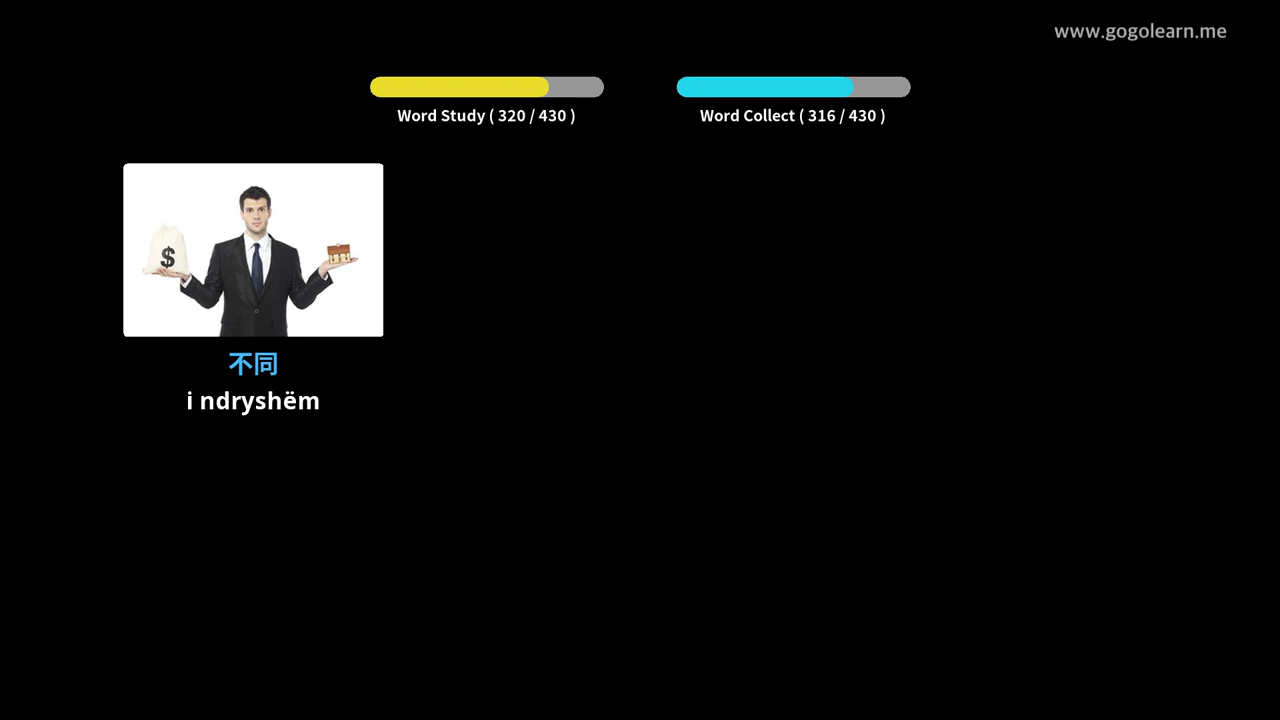 www.gogolearn.me
Word Study ( 320 / 430 )
Word Collect ( 316 / 430 )
$
不同
i ndryshëm